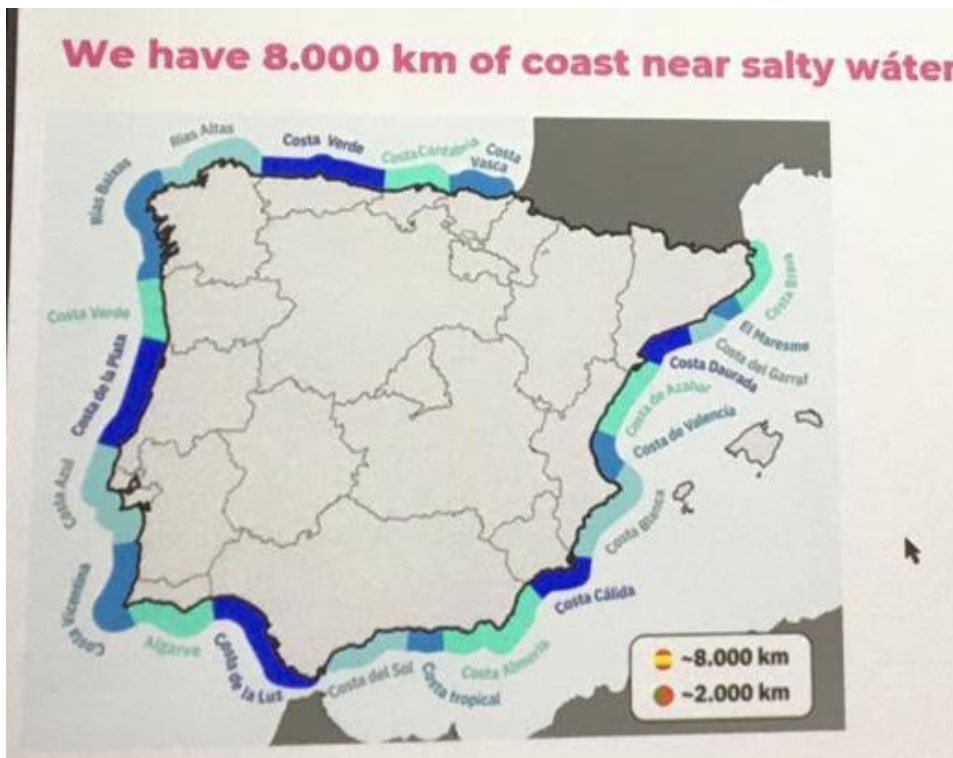 We have 8.000 km of coast near salty wáter
Rías Altas
Costa Verde
Costa Cantabria
Costa
Vasca
Rías Baixas
Costa Verde
Costa de la Plata
Costa Azul
Costa Vicentina
Algarve
Costa de la Luz
Costa del Sol
Costa tropical
Costa Almería
Costa Cálida
Costa Blanca
Costa de Valencia
Costa de Azahar
Costa Daurada
Costa del Garraf
El Maresme
Costa Brava
~8.000 km
~2.000 km